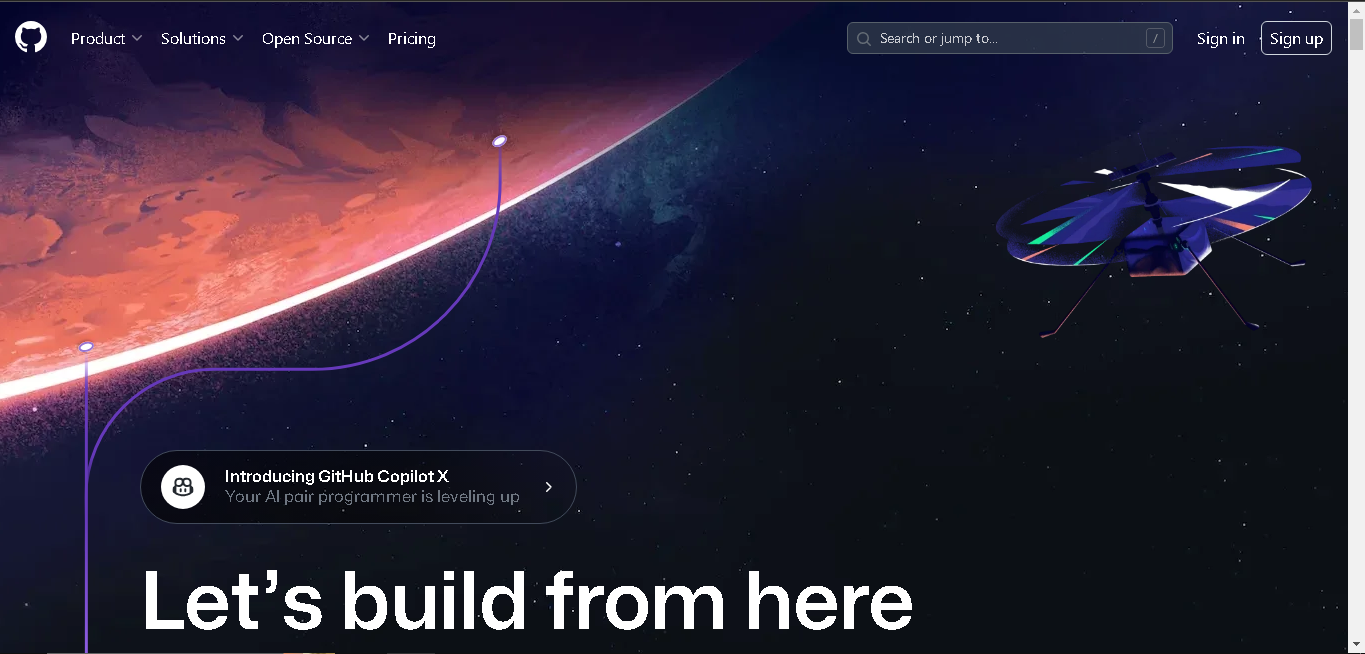 Product Solutions Open Source Pricing Search or jump to... / Sign in Sign up
Introducing GitHub Copilot X
Your AI pair programmer is leveling up
Let’s build from here